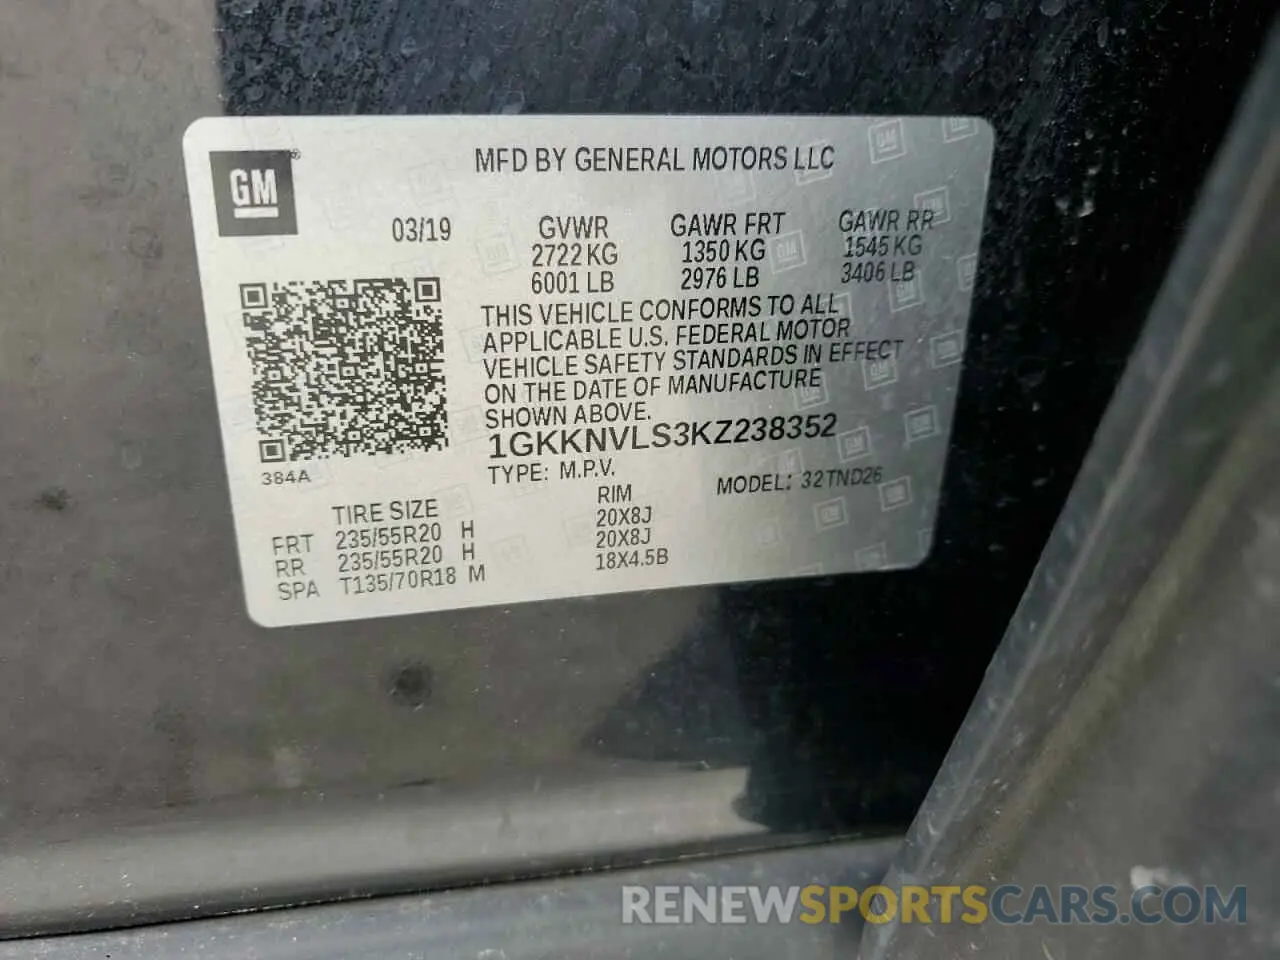 MFD BY GENERAL MOTORS LLC
GM®
03/19
GVWR GAWR FRT GAWR RR
2722 KG 1350 KG 1545 KG
6001 LB 2976 LB 3406 LB
THIS VEHICLE CONFORMS TO ALL
APPLICABLE U.S. FEDERAL MOTOR
VEHICLE SAFETY STANDARDS IN EFFECT
ON THE DATE OF MANUFACTURE
SHOWN ABOVE.
1GKKNVLS3KZ238352
384A
TYPE: M.P.V. MODEL: 32TND26
TIRE SIZE RIM
FRT 235/55R20 H 20X8J
RR 235/55R20 H 20X8J
SPA T135/70R18 M 18X4.5B
RENEWSPORTSCARS.COM